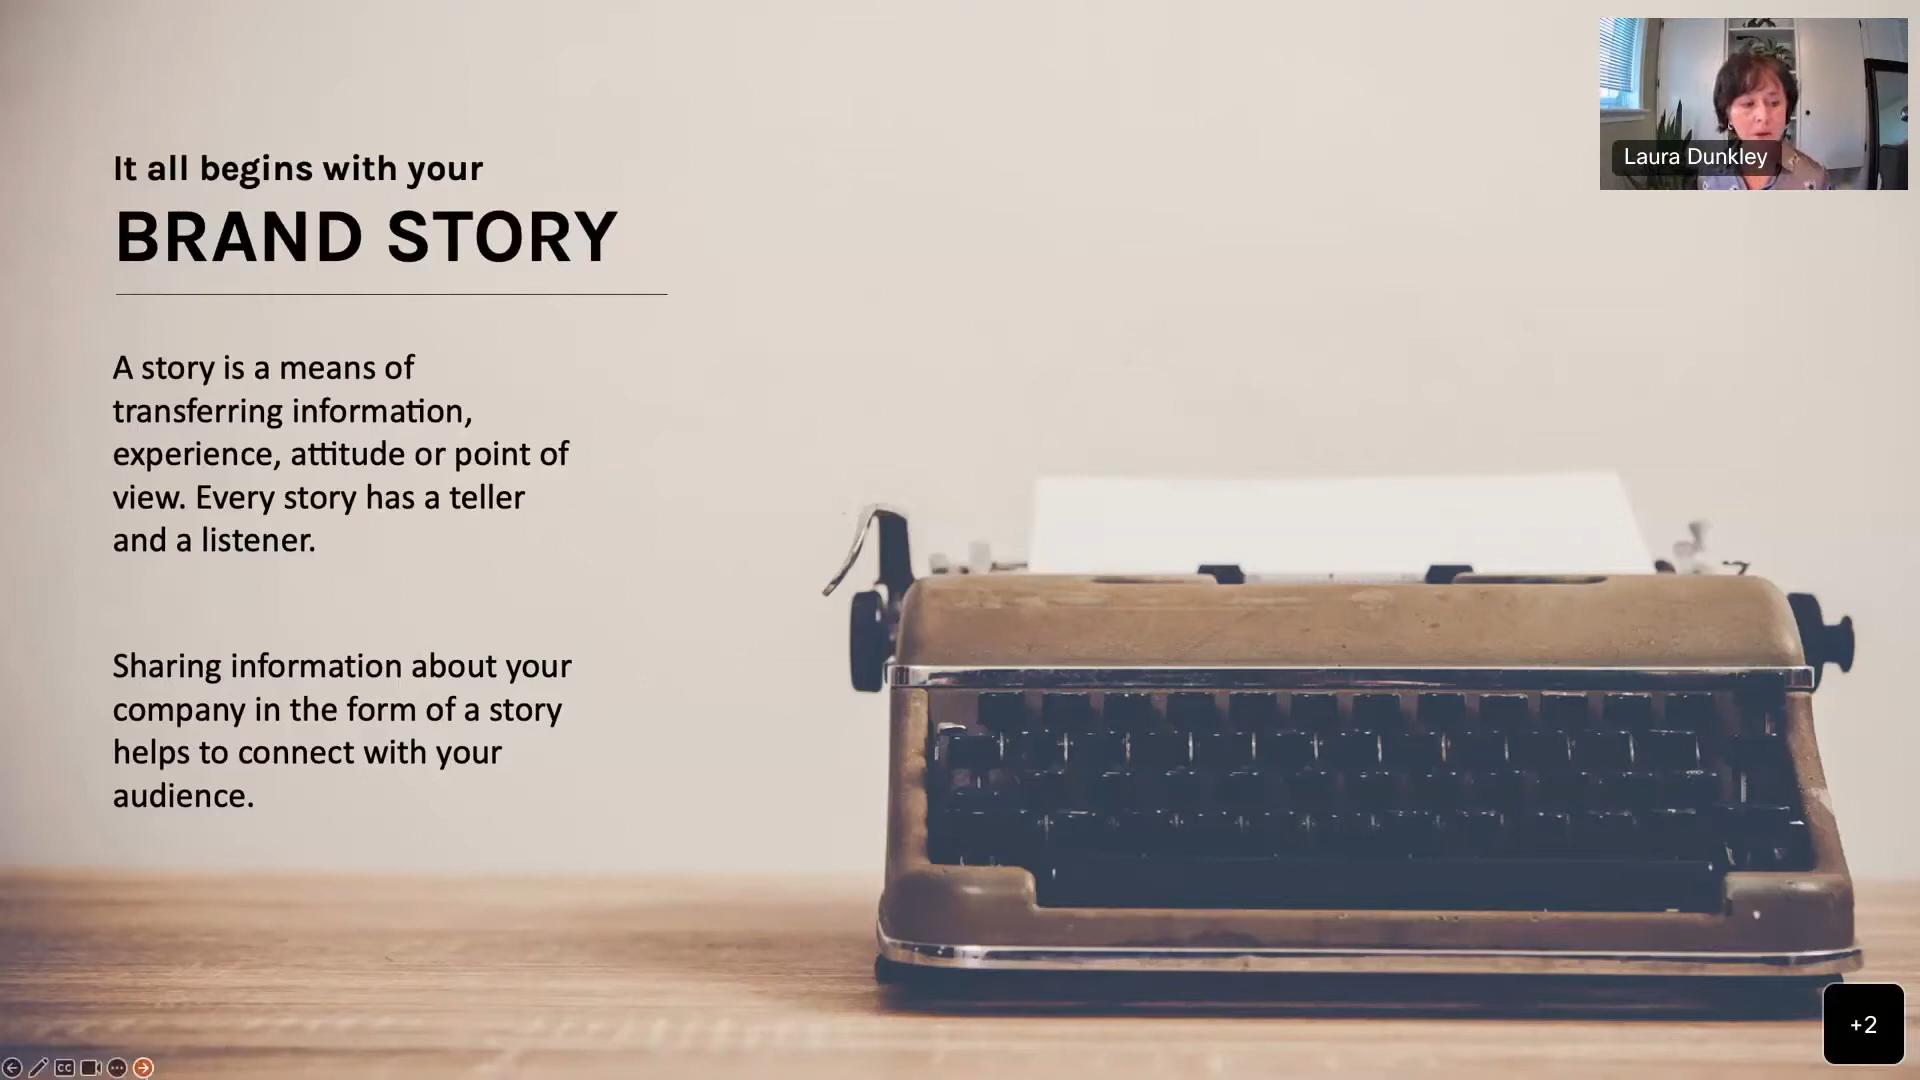 It all begins with your
BRAND STORY
A story is a means of
transferring information,
experience, attitude or point of
view. Every story has a teller
and a listener.
Sharing information about your
company in the form of a story
helps to connect with your
audience.
Laura Dunkley
+2
CC